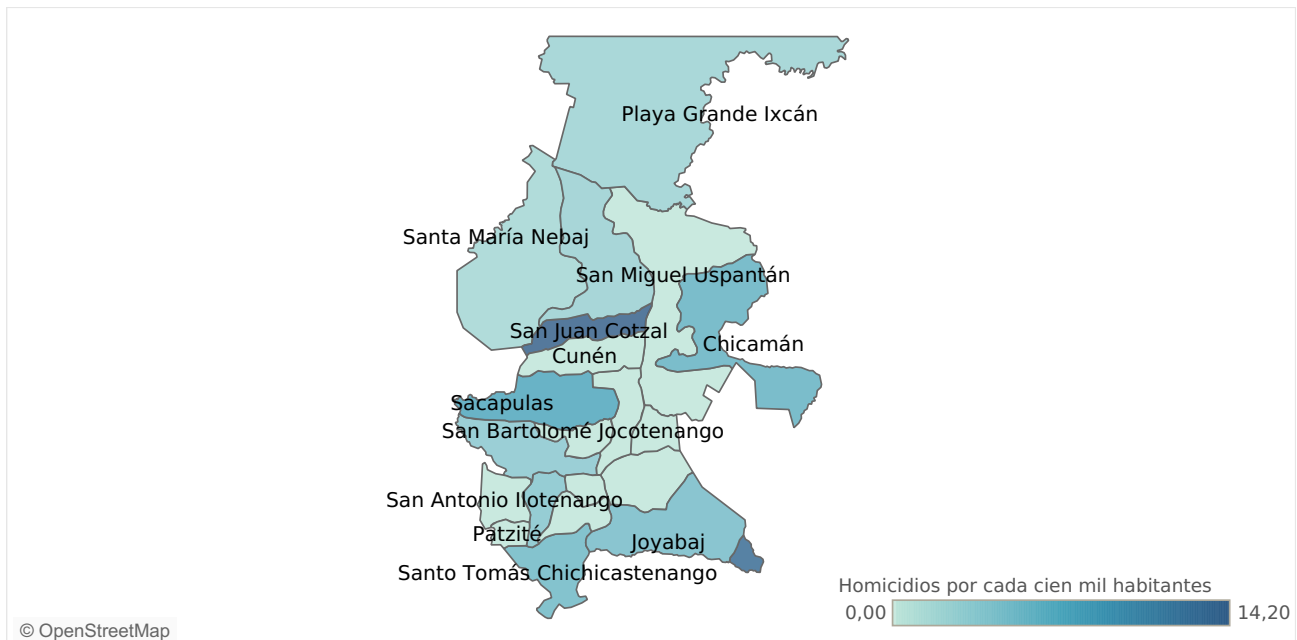 Playa Grande Ixcán
Santa María Nebaj
San Miguel Uspantán
San Juan Cotzal
Chicamán
Cunén
Sacapulas
San Bartolomé Jocotenango
San Antonio Ilotenango
Patzité
Joyabaj
Santo Tomás Chichicastenango
Homicidios por cada cien mil habitantes
0,00 14,20
© OpenStreetMap